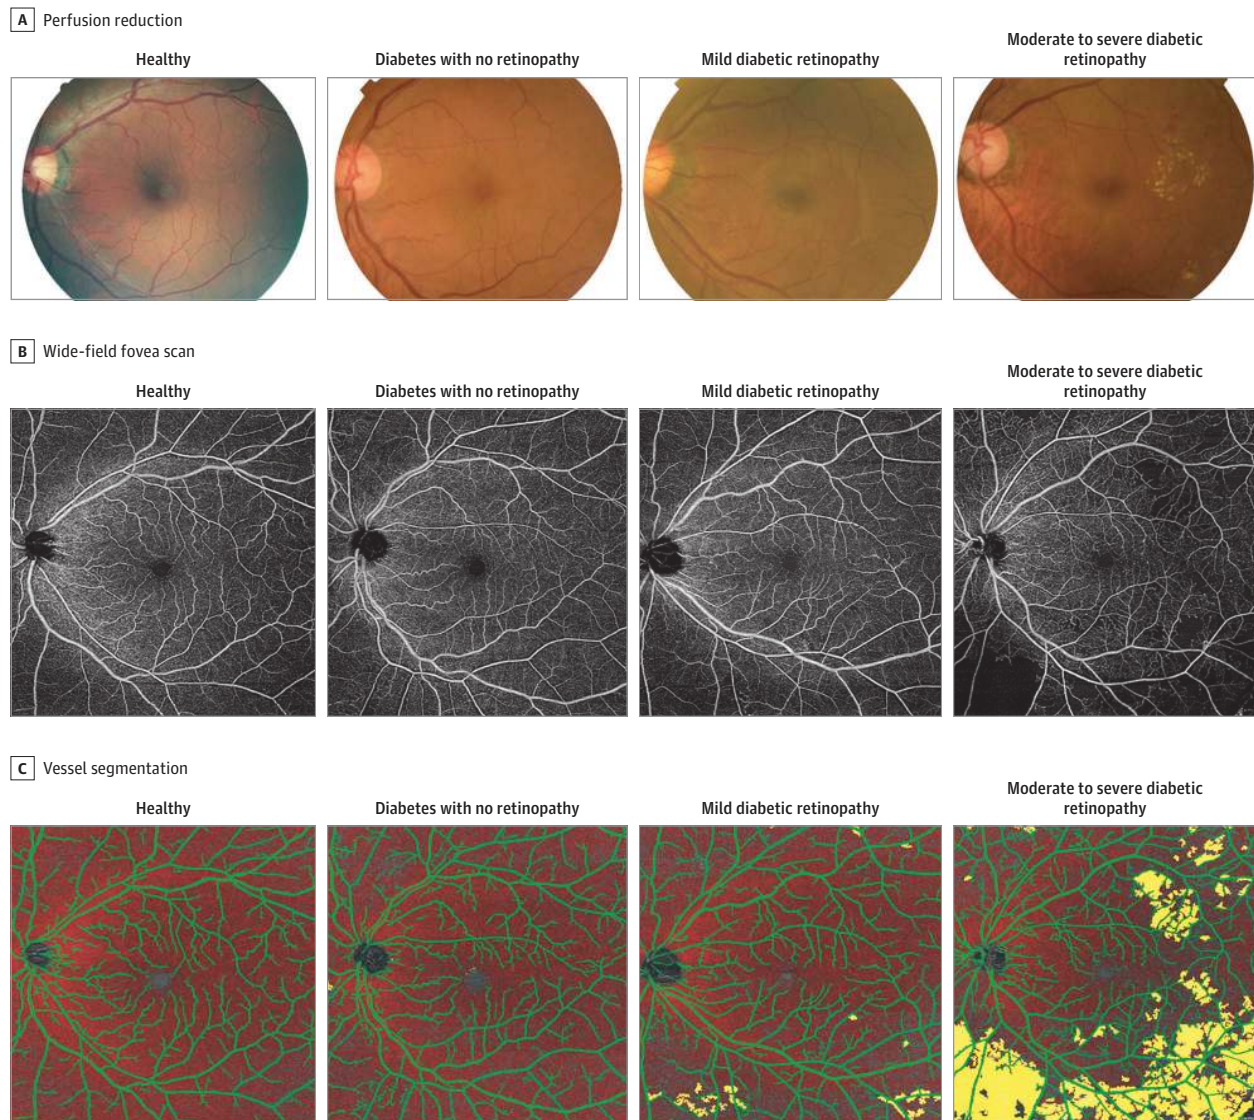 A Perfusion reduction
Healthy
Diabetes with no retinopathy
Mild diabetic retinopathy
Moderate to severe diabetic
retinopathy
B Wide-field fovea scan
Healthy
Diabetes with no retinopathy
Mild diabetic retinopathy
Moderate to severe diabetic
retinopathy
C Vessel segmentation
Healthy
Diabetes with no retinopathy
Mild diabetic retinopathy
Moderate to severe diabetic
retinopathy